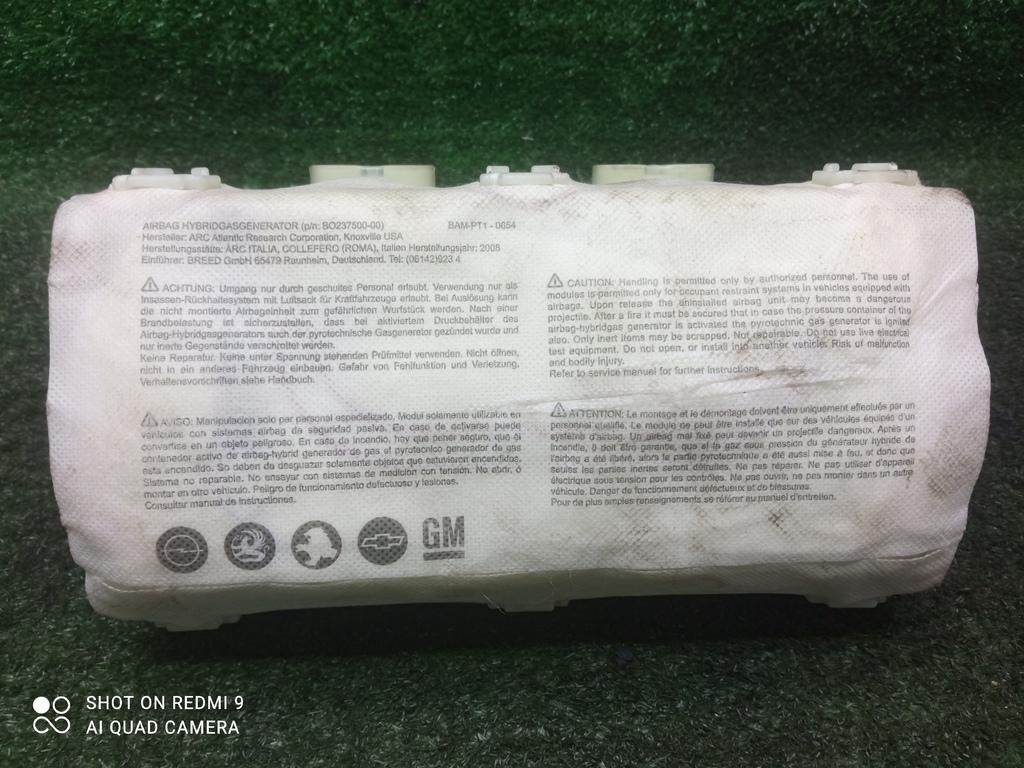 AIRBAG HYBRIDGASGENERATOR (p/n: BO237500-00) BAM-PT1 - 0654
Hersteller: ARC Atlantic Research Corporation, Knoxville USA
Herstellungsstätte: ARC ITALIA, COLLEFERO (ROMA), Italien Herstellungsjahr: 2008
Einführer: BREED GmbH 65479 Raunheim, Deutschland. Tel: (06142)923 4
⚠ ACHTUNG: Umgang nur durch geschultes Personal erlaubt. Verwendung nur als
Insassen-Rückhaltesystem mit Luftsack für Kraftfahrzeuge erlaubt. Bei Auslösung kann
die nicht montierte Airbageinheit zum gefährlichen Wurfstück werden. Nach einer
Brandbelastung ist sicherzustellen, dass bei aktiviertem Druckbehälter des
Airbag-Hybridgasgenerators auch der pyrotechnische Gasgenerator gezündet wurde und
nur inerte Gegenstände verschrottet werden.
Keine Reparatur. Keine unter Spannung stehenden Prüfmittel verwenden. Nicht öffnen,
nicht in ein anderes Fahrzeug einbauen. Gefahr von Fehlfunktion und Verletzung.
Verhaltensvorschriften siehe Handbuch.
⚠ CAUTION: Handling is permitted only by authorized personnel. The use of
modules is permitted only for occupant restraint systems in vehicles equipped with
airbags. Upon release the uninstalled airbag unit may become a dangerous
projectile. After a fire it must be secured that in case the pressure container of the
airbag-hybridgas generator is activated the pyrotechnic gas generator is ignited
also. Only inert items may be scrapped. Not repairable. Do not use live electrical
test equipment. Do not open, or install into another vehicle. Risk of malfunction
and bodily injury.
Refer to service manual for further instructions.
⚠ AVISO: Manipulacion solo par personal especializado. Modul solamente utilizable en
vehiculos con sistemas airbag de seguridad pasiva. En caso de activarse puede
convertirse en un objeto peligroso. En caso de incendio, hay que poner seguro, que el
contenedor activo de airbag-hybrid generador de gas el pyrotecnico generador de gas
esta encendido. So deben de desguazar solamente objetos que estuvieron encendidos.
Sistema no reparable. No ensayar con sistemas de medicion con tensión. No abrir, ó
montar en otro vehiculo. Peligro de funcionamiento defectuoso y lesiones.
Consultar manual de instructiones.
⚠ ATTENTION: Le montage et le démontage doivent être uniquement effectués par un
personnel qualifié. Le module ne peut être installé que sur des véhicules équipés d'un
système d'airbag. Un airbag mal fixé peut devenir un projectile dangereux. Après un
incendie, il doit être garantie, que si la gaz sous pression du générateur hybride de
l'airbag a été libéré, alors la partie pyrotechnique a été aussi mise à feu, et donc que
seules les parties inertes seront détruites. Ne pas réparer. Ne pas utiliser d'appareil
électrique sous tension pour les contrôles. Ne pas ouvrir, ne pas monter dans un autre
véhicule. Danger de fonctionnement défectueux et de blessures.
Pour de plus amples renseignements se référer au manuel d'entretien.
GM
SHOT ON REDMI 9
AI QUAD CAMERA